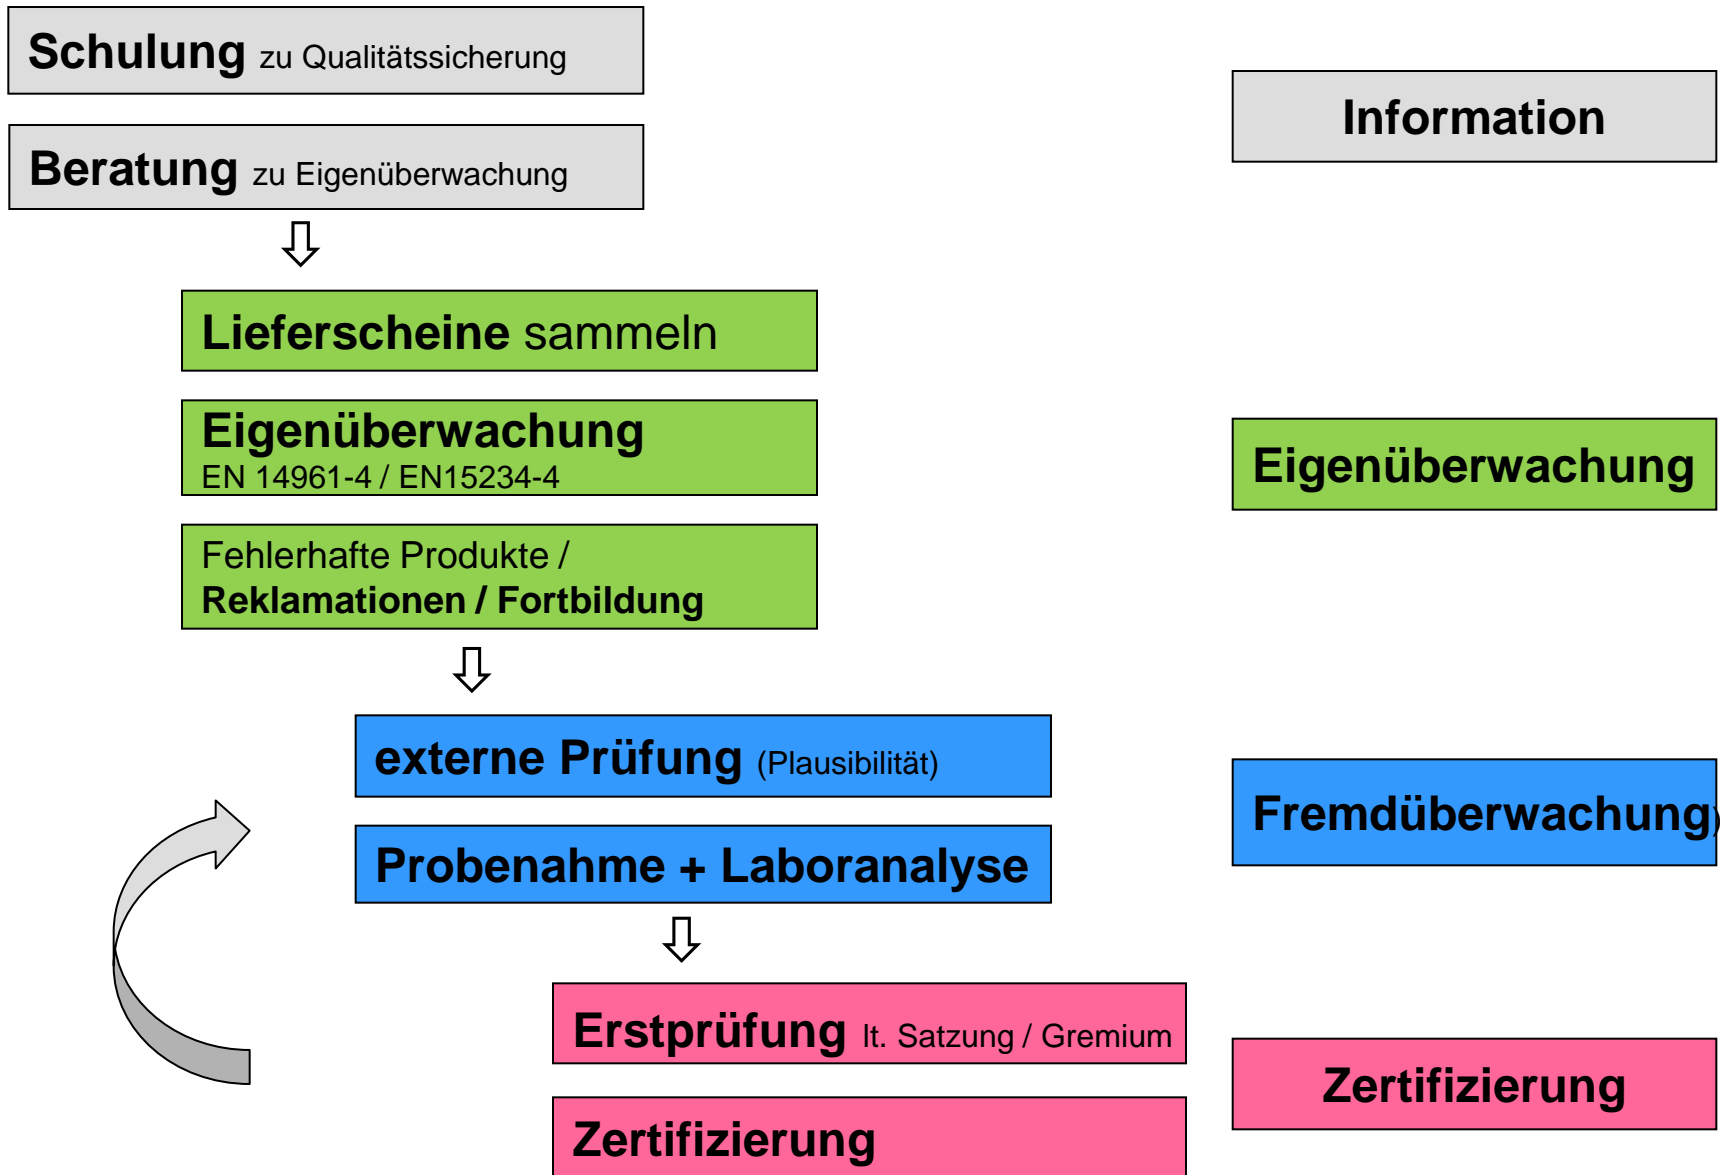 Schulung zu Qualitätssicherung
Beratung zu Eigenüberwachung
Information
Lieferscheine sammeln
Eigenüberwachung
EN 14961-4 / EN15234-4
Fehlerhafte Produkte /
Reklamationen / Fortbildung
Eigenüberwachung
externe Prüfung (Plausibilität)
Probenahme + Laboranalyse
Fremdüberwachung)
Erstprüfung lt. Satzung / Gremium
Zertifizierung
Zertifizierung